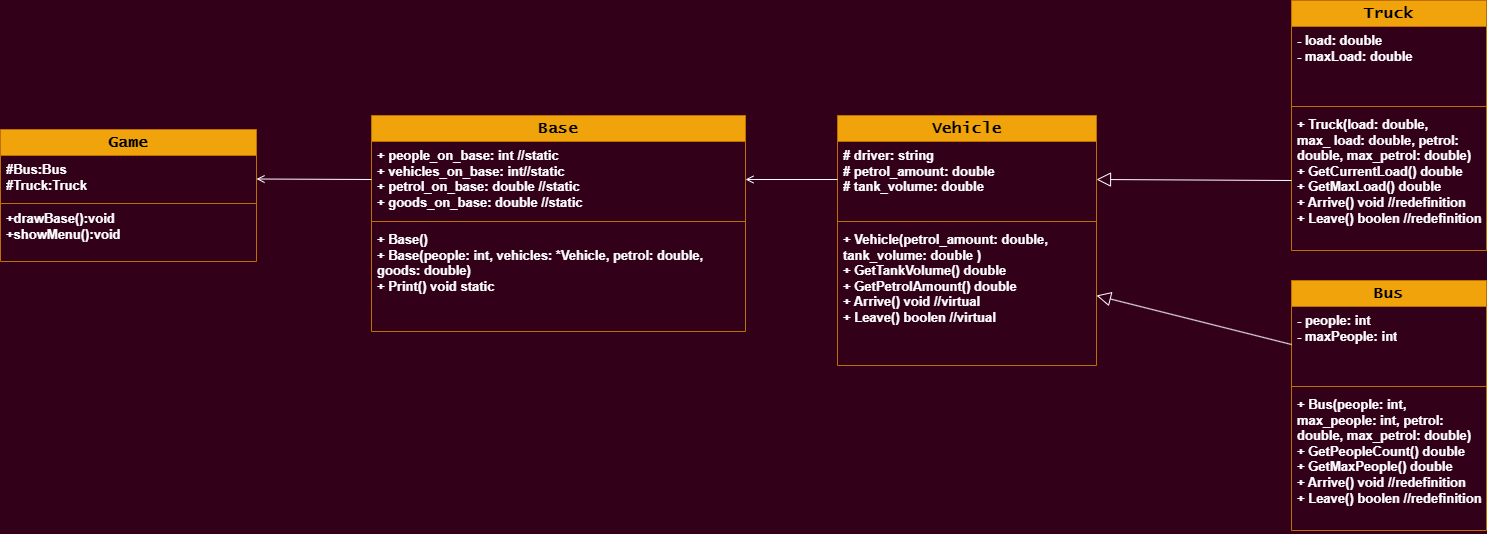 Game
#Bus:Bus
#Truck:Truck
+drawBase():void
+showMenu():void
Base
+ people_on_base: int //static
+ vehicles_on_base: int//static
+ petrol_on_base: double //static
+ goods_on_base: double //static
+ Base()
+ Base(people: int, vehicles: *Vehicle, petrol: double,
goods: double)
+ Print() void static
Vehicle
# driver: string
# petrol_amount: double
# tank_volume: double
+ Vehicle(petrol_amount: double,
tank_volume: double )
+ GetTankVolume() double
+ GetPetrolAmount() double
+ Arrive() void //virtual
+ Leave() boolen //virtual
Truck
- load: double
- maxLoad: double
+ Truck(load: double,
max_ load: double, petrol:
double, max_petrol: double)
+ GetCurrentLoad() double
+ GetMaxLoad() double
+ Arrive() void //redefinition
+ Leave() boolen //redefinition
Bus
- people: int
- maxPeople: int
+ Bus(people: int,
max_people: int, petrol:
double, max_petrol: double)
+ GetPeopleCount() double
+ GetMaxPeople() double
+ Arrive() void //redefinition
+ Leave() boolen //redefinition